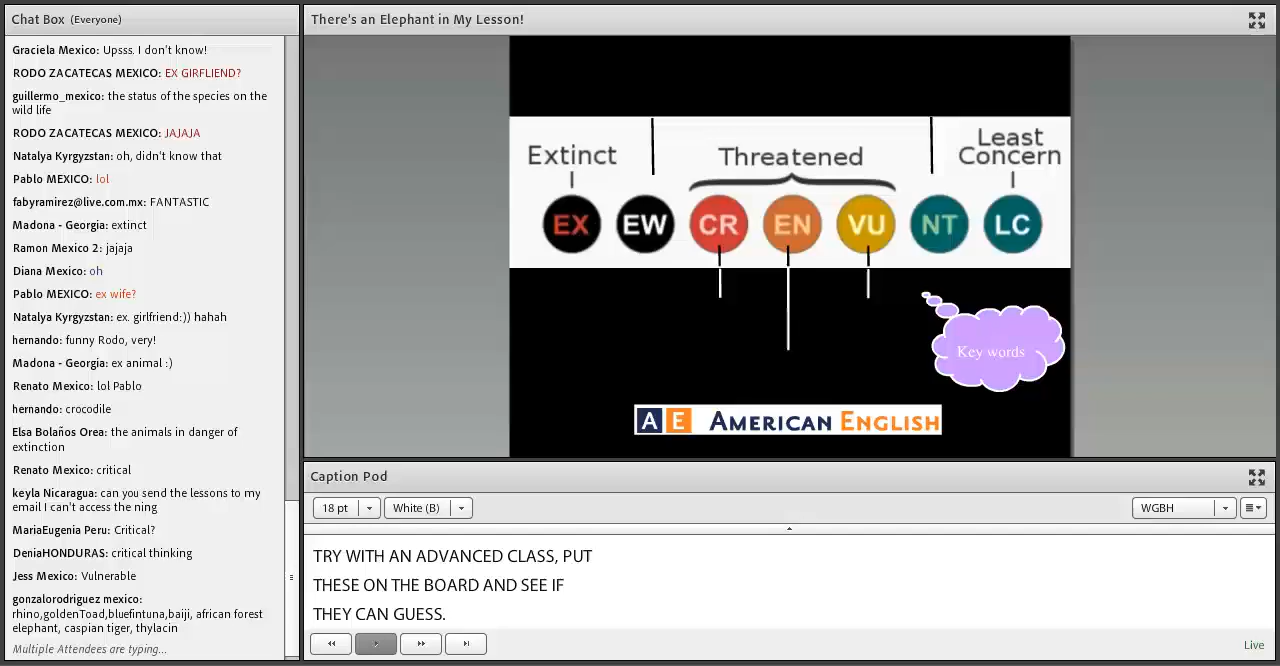 Chat Box (Everyone)
Graciela Mexico: Upsss. I don't know!
RODO ZACATECAS MEXICO: EX GIRFLIEND?
guillermo_mexico: the status of the species on the
wild life
RODO ZACATECAS MEXICO: JAJAJA
Natalya Kyrgyzstan: oh, didn't know that
Pablo MEXICO: lol
fabyramirez@live.com.mx: FANTASTIC
Madona - Georgia: extinct
Ramon Mexico 2: jajaja
Diana Mexico: oh
Pablo MEXICO: ex wife?
Natalya Kyrgyzstan: ex. girlfriend:)) hahah
hernando: funny Rodo, very!
Madona - Georgia: ex animal :)
Renato Mexico: lol Pablo
hernando: crocodile
Elsa Bolaños Orea: the animals in danger of
extinction
Renato Mexico: critical
keyla Nicaragua: can you send the lessons to my
email I can't access the ning
MariaEugenia Peru: Critical?
DeniaHONDURAS: critical thinking
Jess Mexico: Vulnerable
gonzalorodriguez mexico:
rhino,goldenToad,bluefintuna,baiji, african forest
elephant, caspian tiger, thylacin
Multiple Attendees are typing...
There's an Elephant in My Lesson!
Extinct
Threatened
Least
Concern
EX EW CR EN VU NT LC
Key words
AE AMERICAN ENGLISH
Caption Pod
18 pt White (B) WGBH
TRY WITH AN ADVANCED CLASS, PUT
THESE ON THE BOARD AND SEE IF
THEY CAN GUESS.
Live